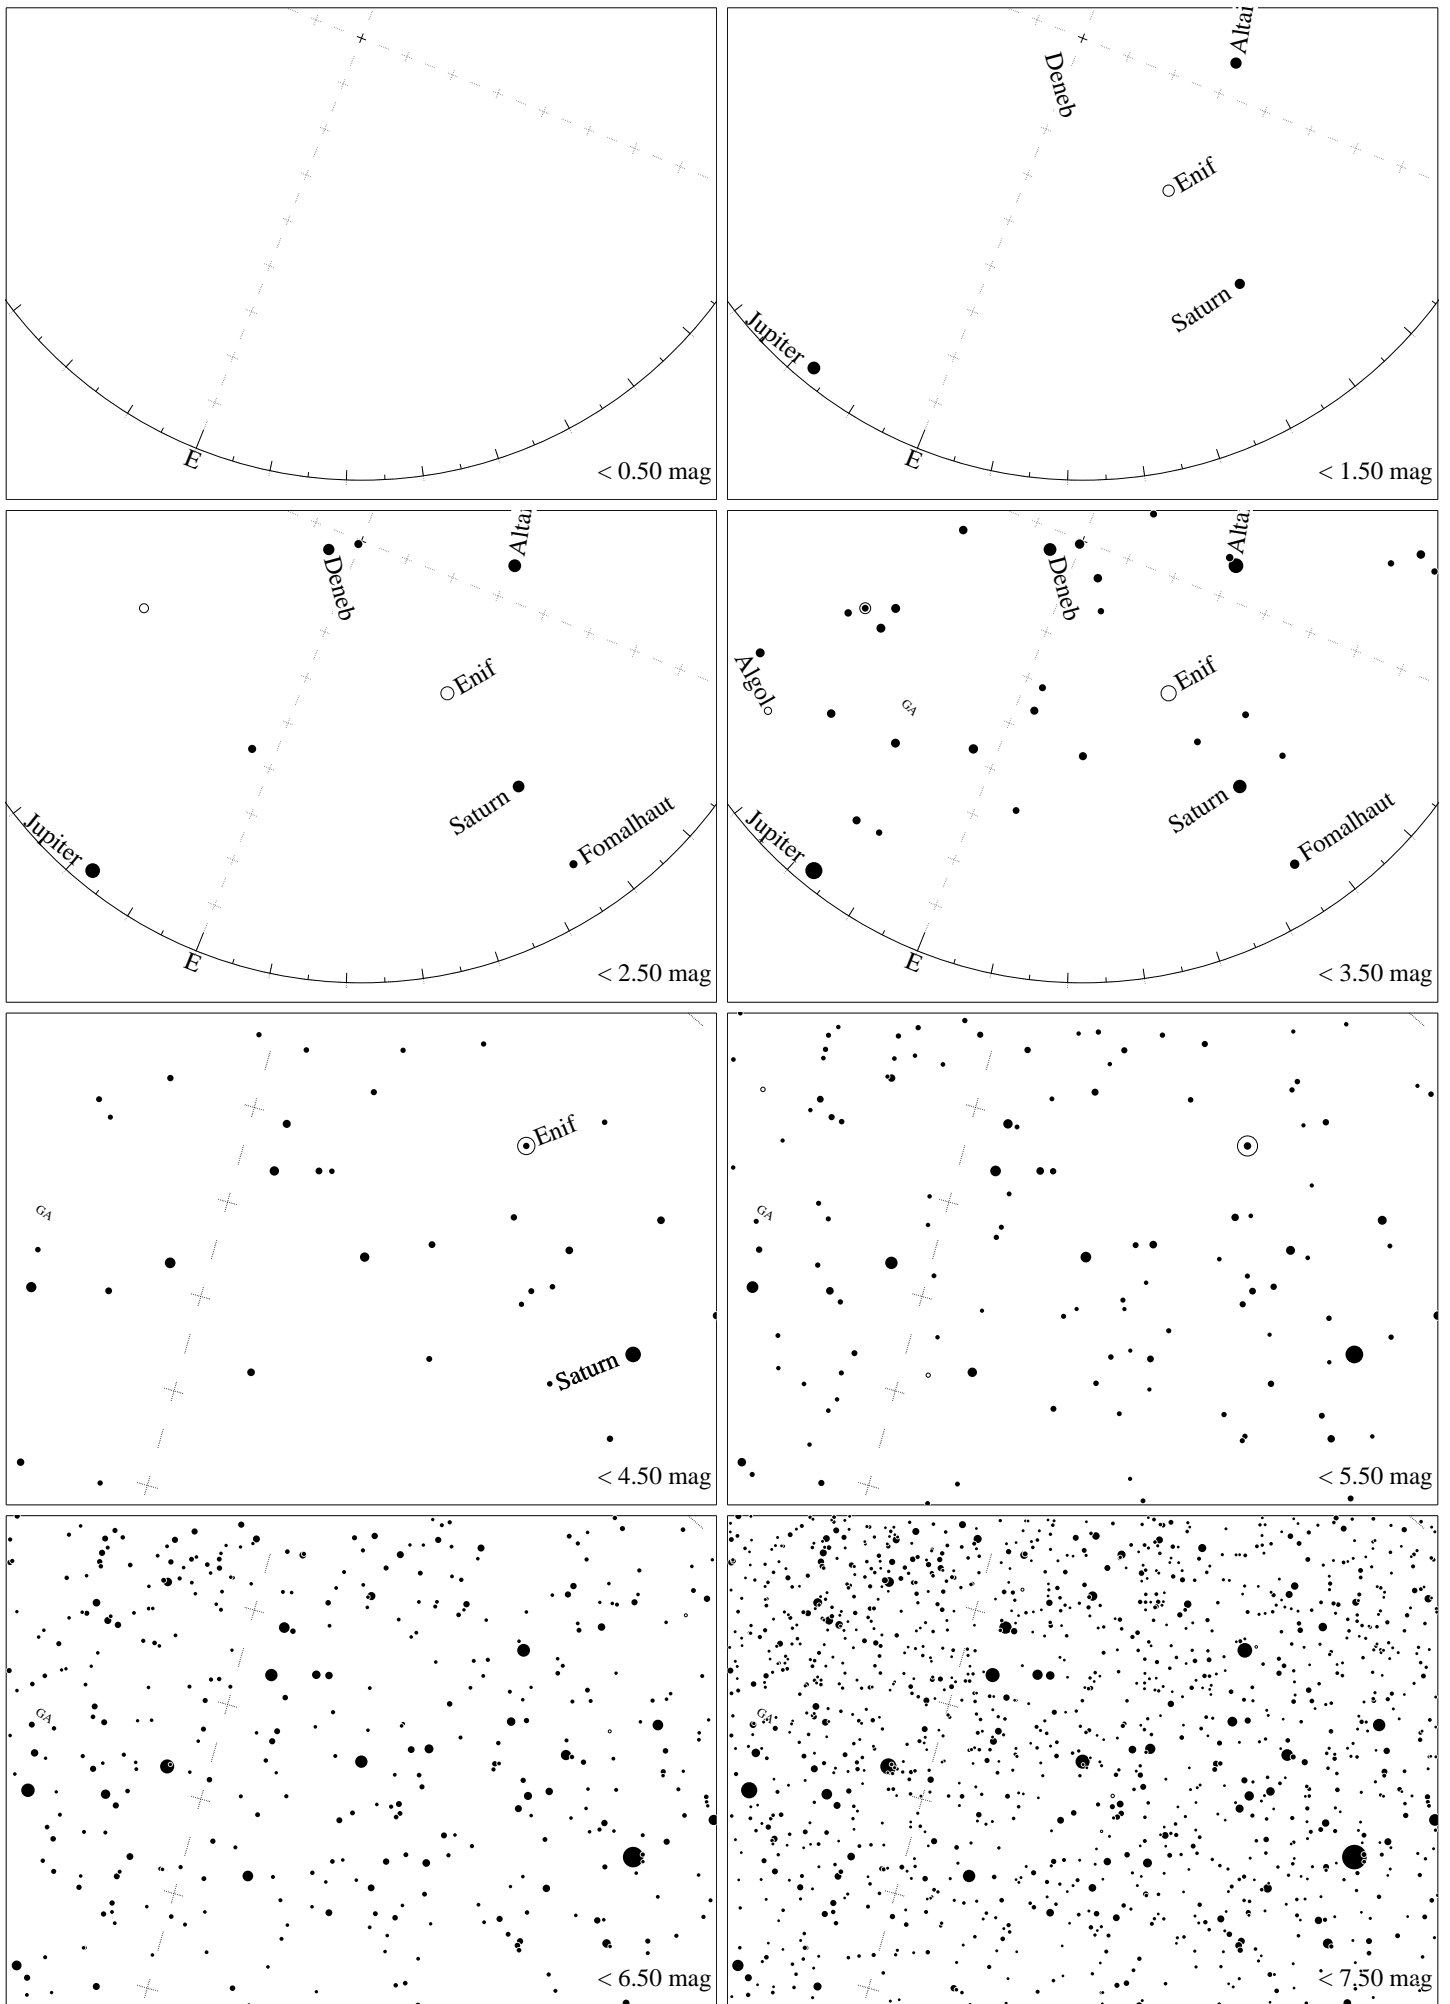 E
< 0.50 mag
Altai
Deneb
Enif
Saturn
Jupiter
E
< 1.50 mag
Altai
Deneb
Enif
Saturn
Fomalhaut
Jupiter
E
< 2.50 mag
Altai
Deneb
Algol
Enif
GA
Saturn
Fomalhaut
Jupiter
E
< 3.50 mag
Enif
GA
Saturn
< 4.50 mag
GA
< 5.50 mag
GA
< 6.50 mag
GA
< 7.50 mag